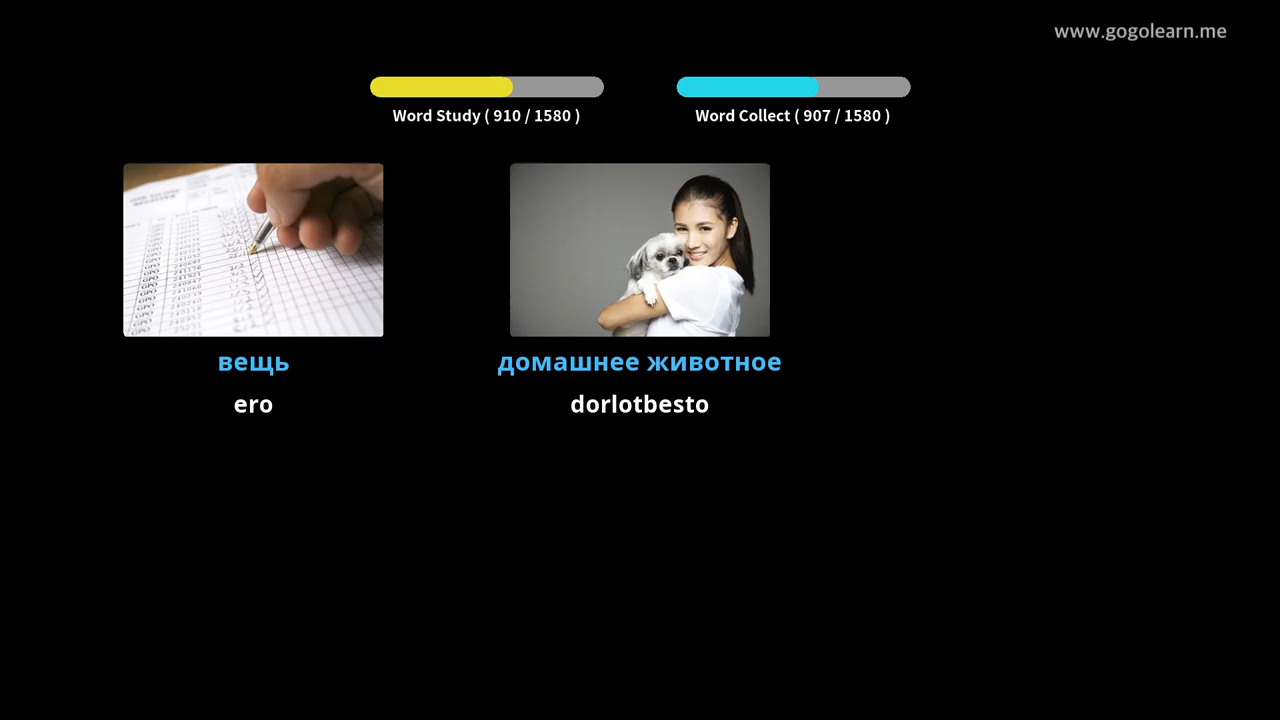 www.gogolearn.me
Word Study ( 910 / 1580 )
Word Collect ( 907 / 1580 )
вещь
ero
домашнее животное
dorlotbesto